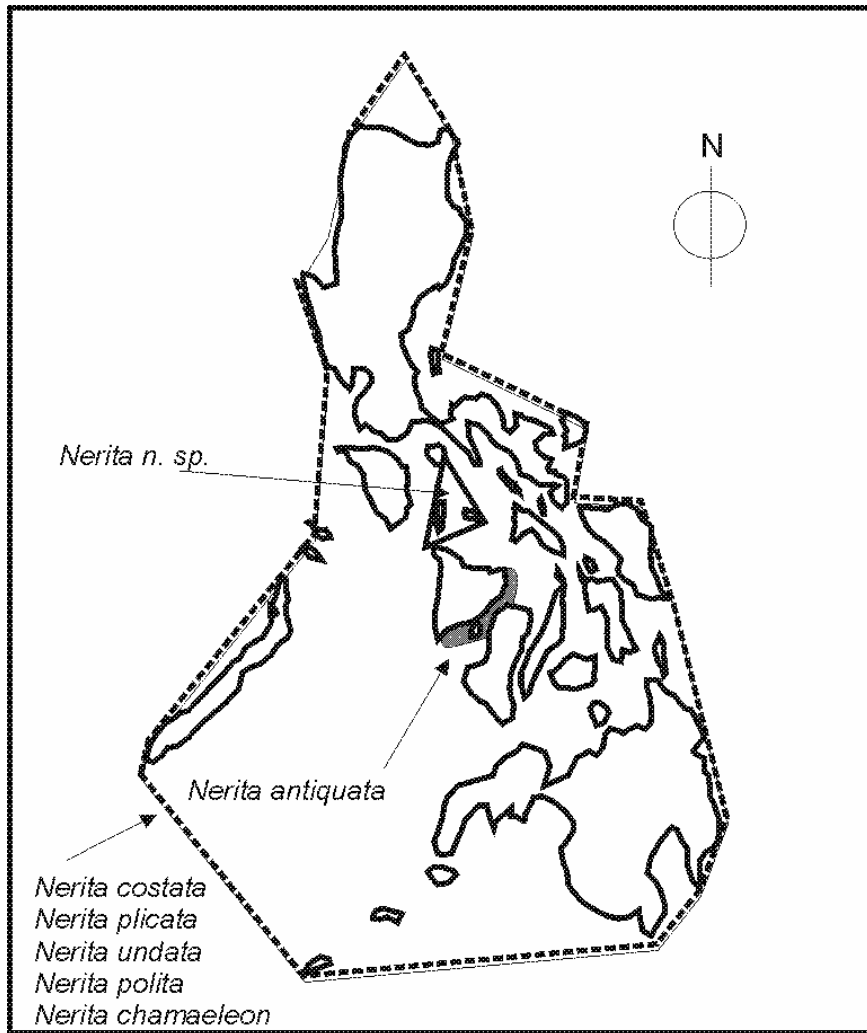 N
Nerita n. sp.
Nerita antiquata
Nerita costata
Nerita plicata
Nerita undata
Nerita polita
Nerita chamaeleon